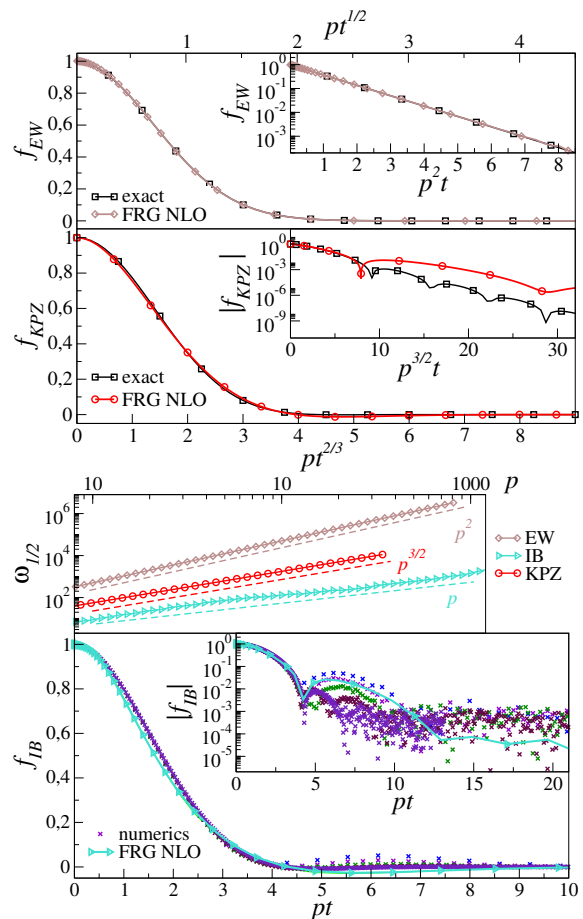 pt^{1/2}
1 2 3 4
f_{EW}
1, 0,8 0,6 0,4 0,2 0
exact
FRG NLO
f_{EW}
10^0 10^{-1} 10^{-2} 10^{-3}
1 2 3 4 5 6 7 8
p^2 t
f_{KPZ}
1, 0,8 0,6 0,4 0,2 0
exact
FRG NLO
|f_{KPZ}|
10^0 10^{-3} 10^{-6} 10^{-9}
0 10 20 30
p^{3/2} t
0 1 2 3 4 5 6 7 8
pt^{2/3}
10 10 1000 p
ω_{1/2}
10^6 10^4 10^2
p^2
p^{3/2}
p
EW
IB
KPZ
f_{IB}
1 0,8 0,6 0,4 0,2 0
numerics
FRG NLO
|f_{IB}|
10^0 10^{-1} 10^{-2} 10^{-3} 10^{-4} 10^{-5}
0 5 10 15 20
pt
0 1 2 3 4 5 6 7 8 9 10
pt